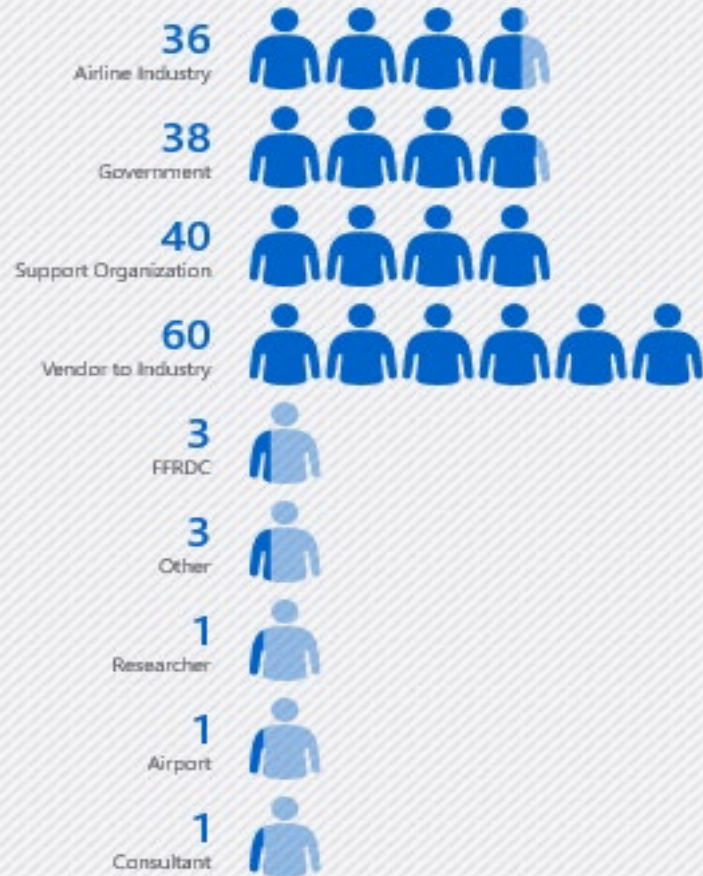 36
Airline Industry
38
Government
40
Support Organization
60
Vendor to Industry
3
FFRDC
3
Other
1
Researcher
1
Airport
1
Consultant